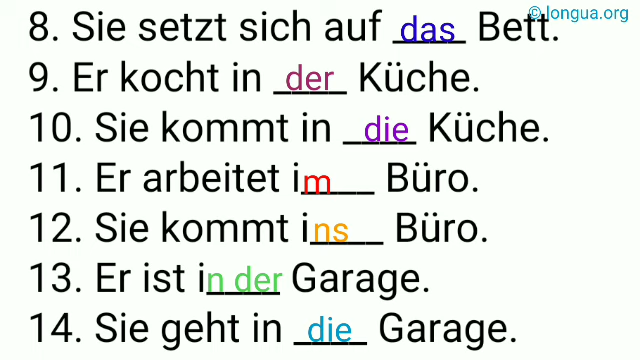 © longua.org
8. Sie setzt sich auf das Bett.
9. Er kocht in der Küche.
10. Sie kommt in die Küche.
11. Er arbeitet im Büro.
12. Sie kommt ins Büro.
13. Er ist in der Garage.
14. Sie geht in die Garage.